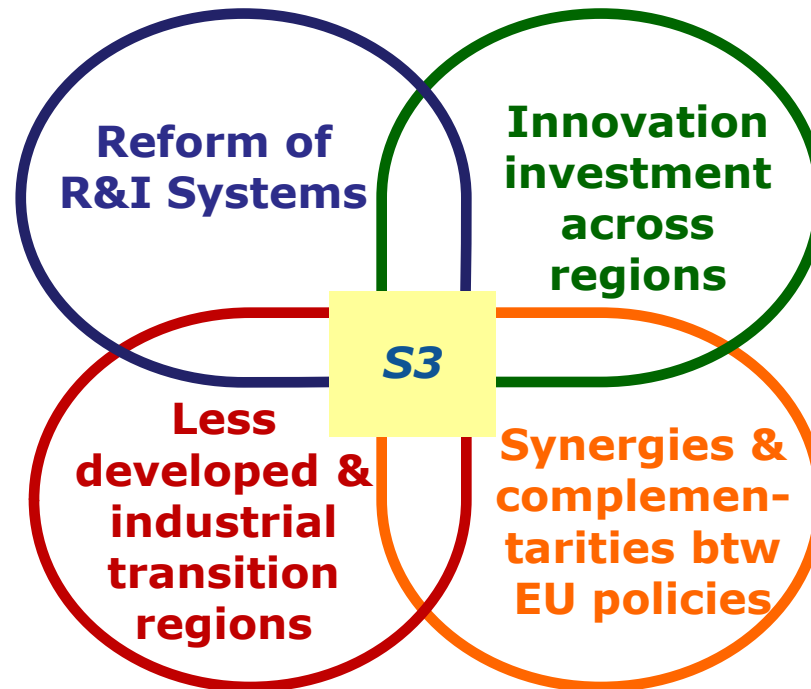 Reform of
R&I Systems
Innovation
investment
across
regions
S3
Less
developed &
industrial
transition
regions
Synergies &
complemen-
tarities btw
EU policies